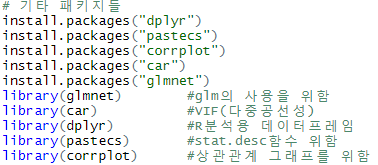 # 기타 패키지들
install.packages("dplyr")
install.packages("pastecs")
install.packages("corrplot")
install.packages("car")
install.packages("glmnet")
library(glmnet) #glm의 사용을 위함
library(car) #VIF(다중공선성)
library(dplyr) #R분석용 데이터프레임
library(pastecs) #stat.desc함수 위함
library(corrplot) #상관관계 그래프를 위함